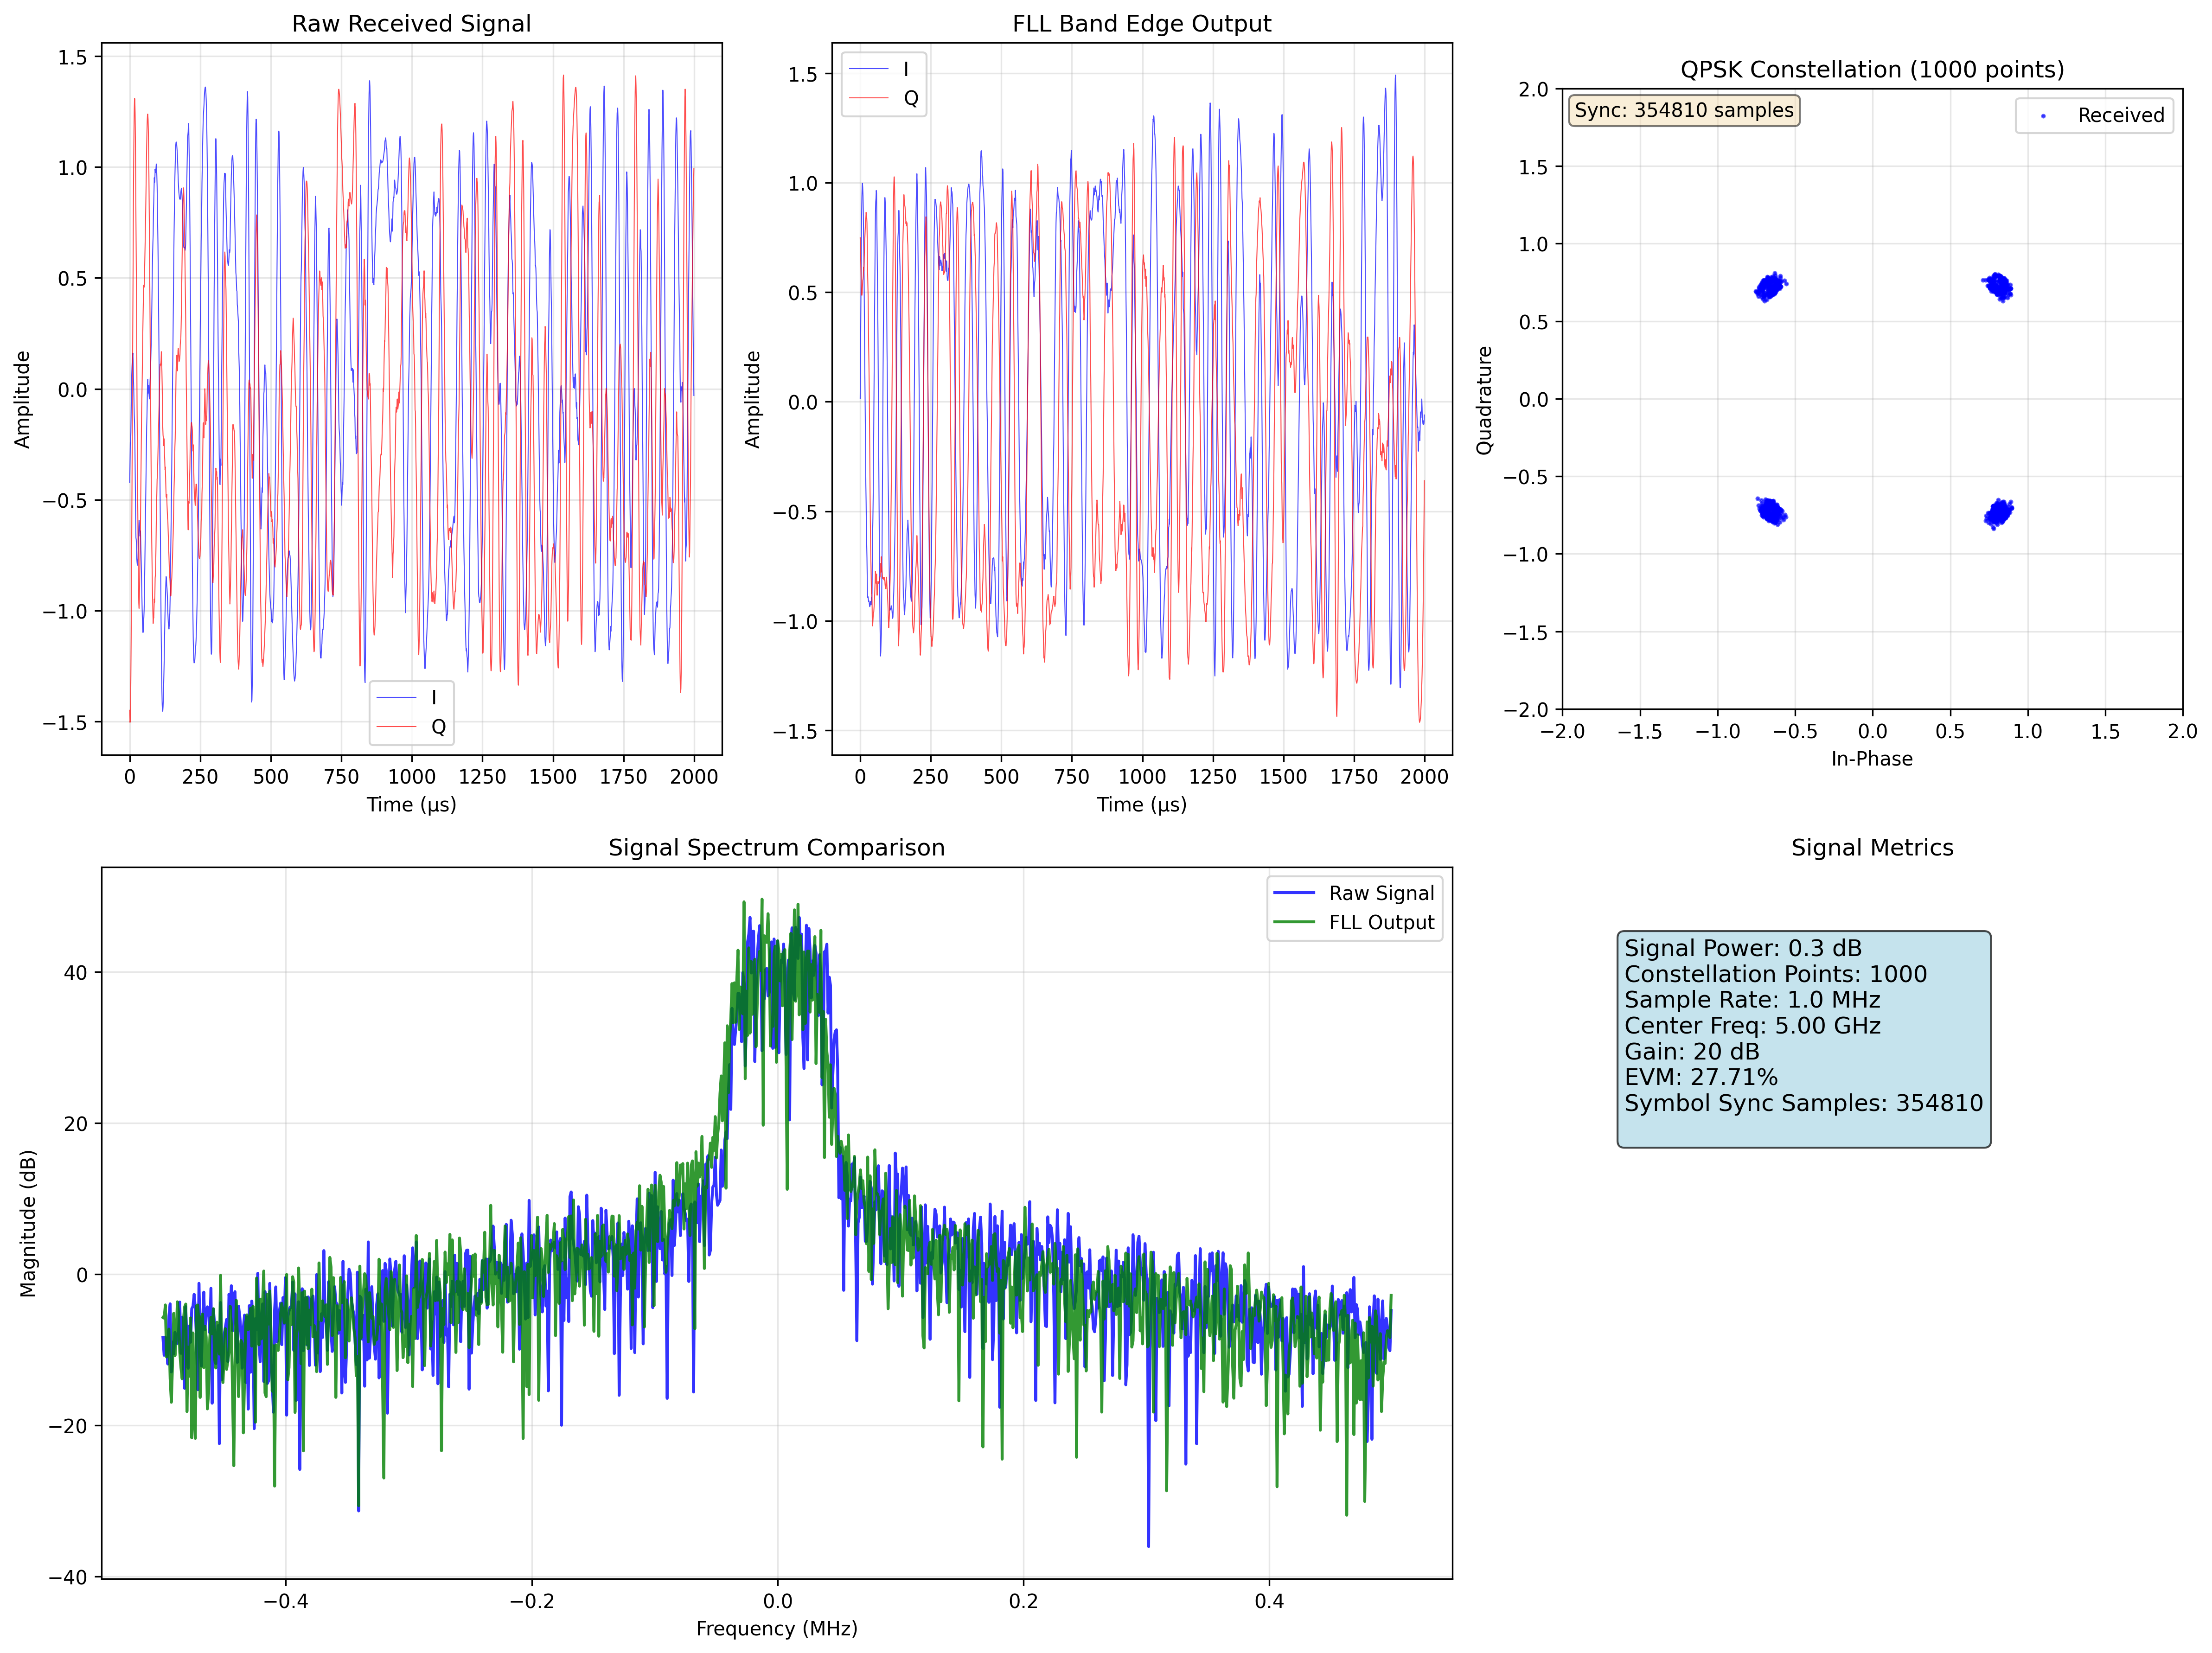 Raw Received Signal
1.5
1.0
0.5
0.0
−0.5
−1.0
−1.5
Amplitude
I
Q
0 250 500 750 1000 1250 1500 1750 2000
Time (μs)
FLL Band Edge Output
I
Q
1.5
1.0
0.5
0.0
−0.5
−1.0
−1.5
Amplitude
0 250 500 750 1000 1250 1500 1750 2000
Time (μs)
QPSK Constellation (1000 points)
Sync: 354810 samples
Received
2.0
1.5
1.0
0.5
0.0
−0.5
−1.0
−1.5
−2.0
Quadrature
−2.0 −1.5 −1.0 −0.5 0.0 0.5 1.0 1.5 2.0
In-Phase
Signal Spectrum Comparison
Raw Signal
FLL Output
40
20
0
−20
−40
Magnitude (dB)
−0.4 −0.2 0.0 0.2 0.4
Frequency (MHz)
Signal Metrics
Signal Power: 0.3 dB
Constellation Points: 1000
Sample Rate: 1.0 MHz
Center Freq: 5.00 GHz
Gain: 20 dB
EVM: 27.71%
Symbol Sync Samples: 354810